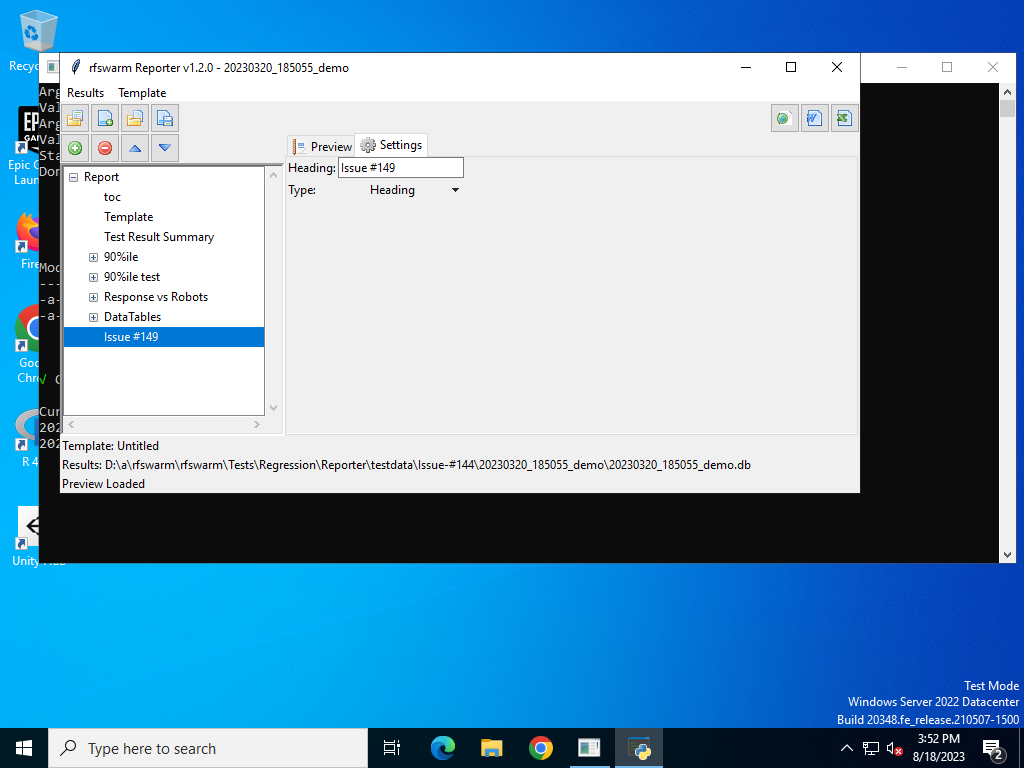 Recyc
rfswarm Reporter v1.2.0 - 20230320_185055_demo
Results Template
Arg
Val
Arg
Val
Sta
Don
Epic G
Laun
Fire
Mod
---
-a-
-a-
Goo
Chr
√ C
Cur
202
202
R 4
Unity Hub
Preview Settings
Heading: Issue #149
Type: Heading
Report
toc
Template
Test Result Summary
90%ile
90%ile test
Response vs Robots
DataTables
Issue #149
Template: Untitled
Results: D:\a\rfswarm\rfswarm\Tests\Regression\Reporter\testdata\Issue-#144\20230320_185055_demo\20230320_185055_demo.db
Preview Loaded
Test Mode
Windows Server 2022 Datacenter
Build 20348.fe_release.210507-1500
Type here to search
3:52 PM
8/18/2023
2